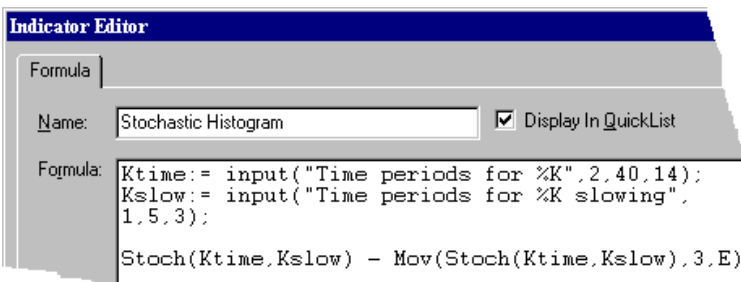 Indicator Editor
Formula
Name: Stochastic Histogram Display In QuickList
Formula: Ktime:= input("Time periods for %K",2,40,14);
Kslow:= input("Time periods for %K slowing",
1,5,3);
Stoch(Ktime,Kslow) - Mov(Stoch(Ktime,Kslow),3,E)